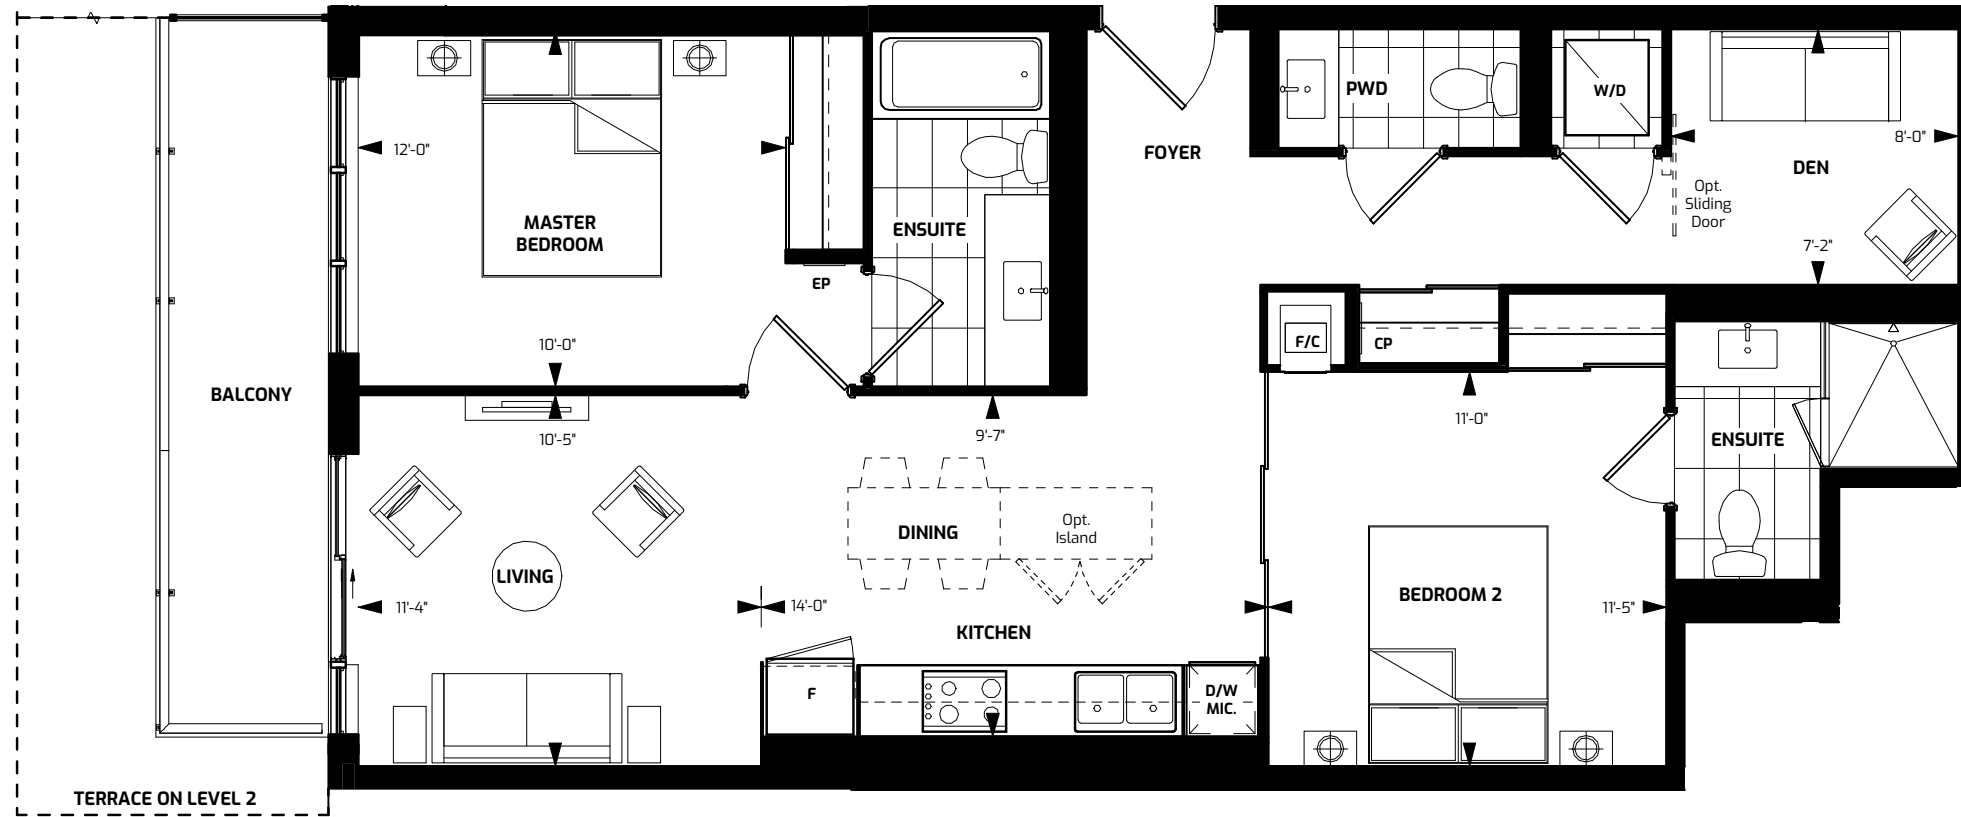 PWD
W/D
8'-0"
12'-0"
FOYER
DEN
Opt.
Sliding
Door
MASTER
BEDROOM
ENSUITE
7'-2"
EP
10'-0"
F/C
CP
BALCONY
10'-5"
9'-7"
11'-0"
ENSUITE
DINING
Opt.
Island
LIVING
11'-4"
14'-0"
BEDROOM 2
11'-5"
KITCHEN
F
D/W
MIC.
TERRACE ON LEVEL 2